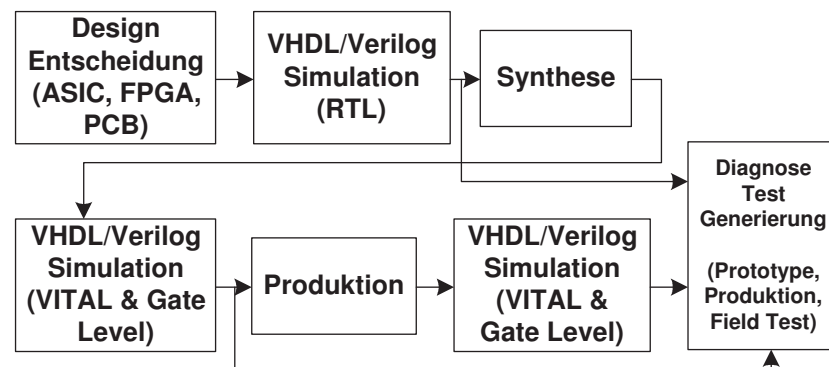 Design
Entscheidung
(ASIC, FPGA,
PCB)
VHDL/Verilog
Simulation
(RTL)
Synthese
Diagnose
Test
Generierung
(Prototype,
Produktion,
Field Test)
VHDL/Verilog
Simulation
(VITAL & Gate
Level)
Produktion
VHDL/Verilog
Simulation
(VITAL &
Gate Level)